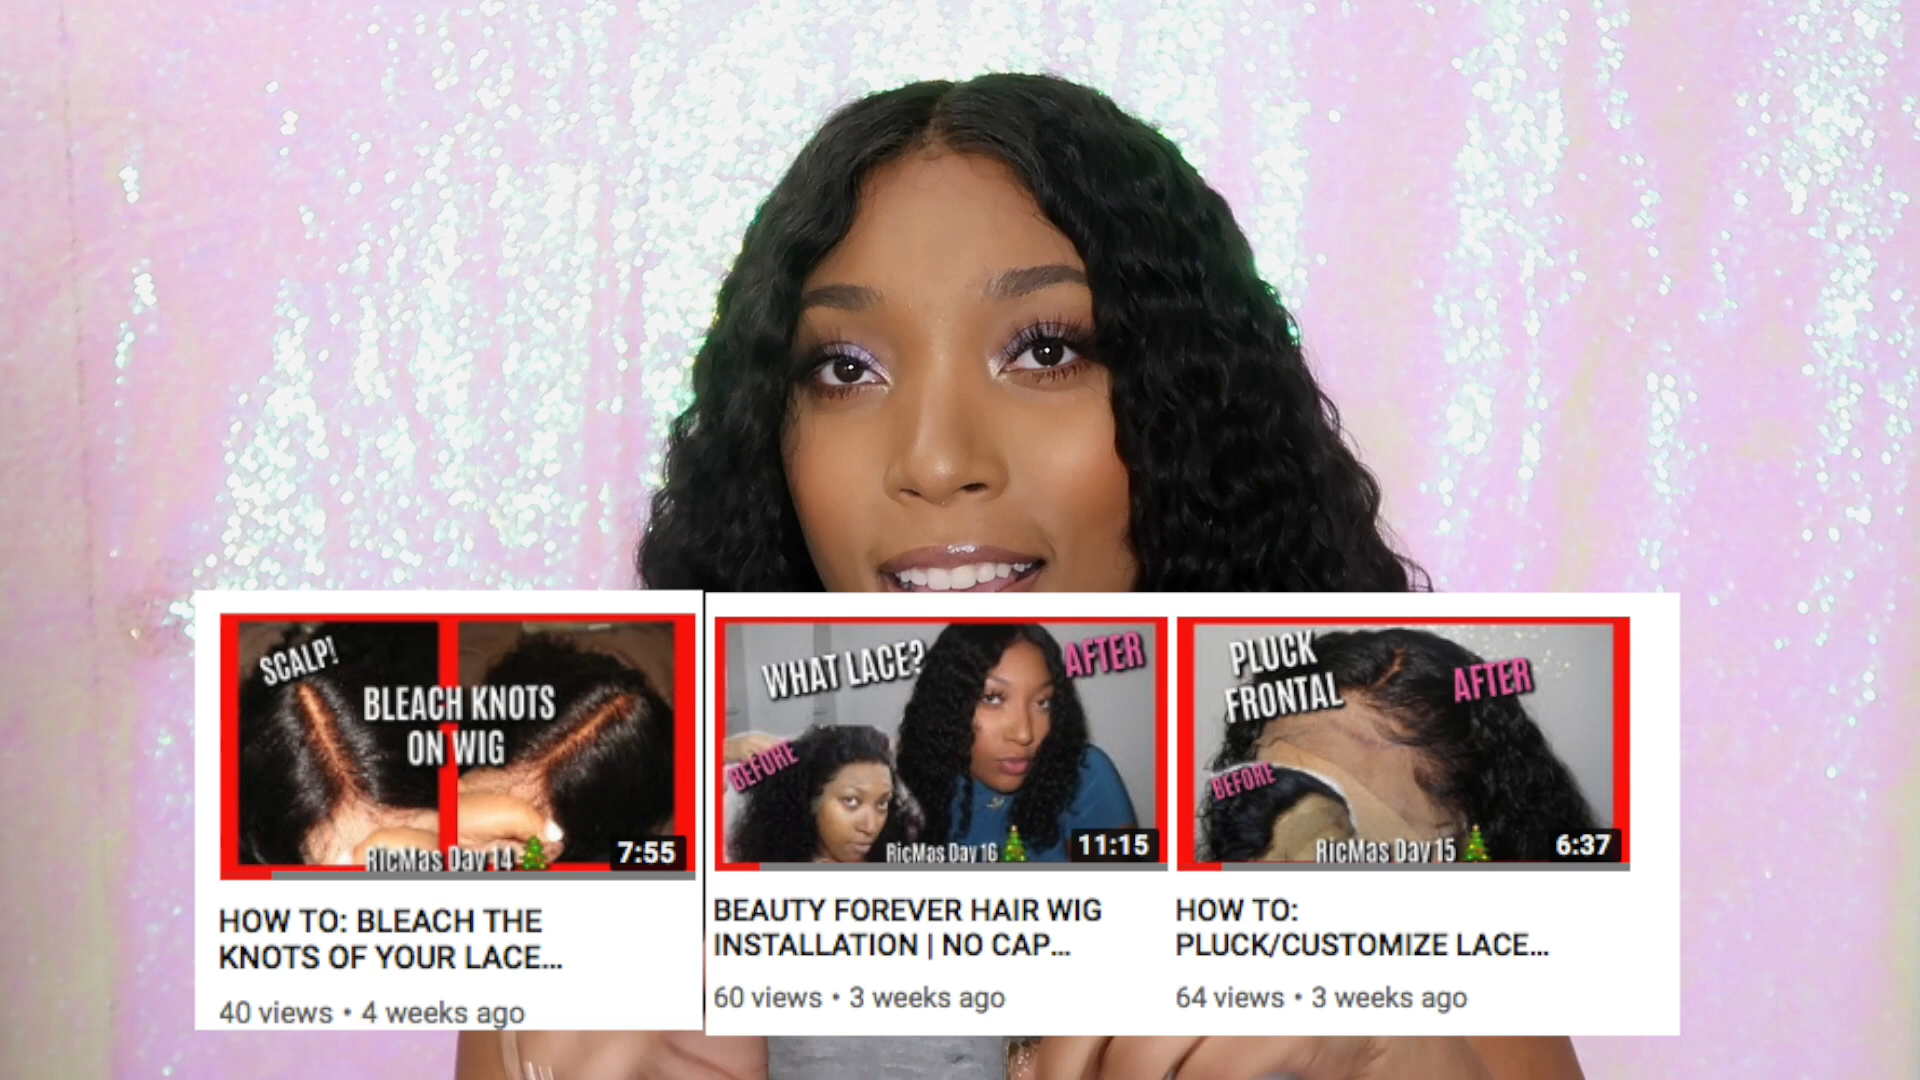 SCALP!
BLEACH KNOTS
ON WIG
RicMas Day 14
7:55
HOW TO: BLEACH THE
KNOTS OF YOUR LACE...
40 views • 4 weeks ago
WHAT LACE?
AFTER
BEFORE
RicMas Day 16
11:15
BEAUTY FOREVER HAIR WIG
INSTALLATION | NO CAP...
60 views • 3 weeks ago
PLUCK
FRONTAL
AFTER
BEFORE
RicMas Day 15
6:37
HOW TO:
PLUCK/CUSTOMIZE LACE...
64 views • 3 weeks ago